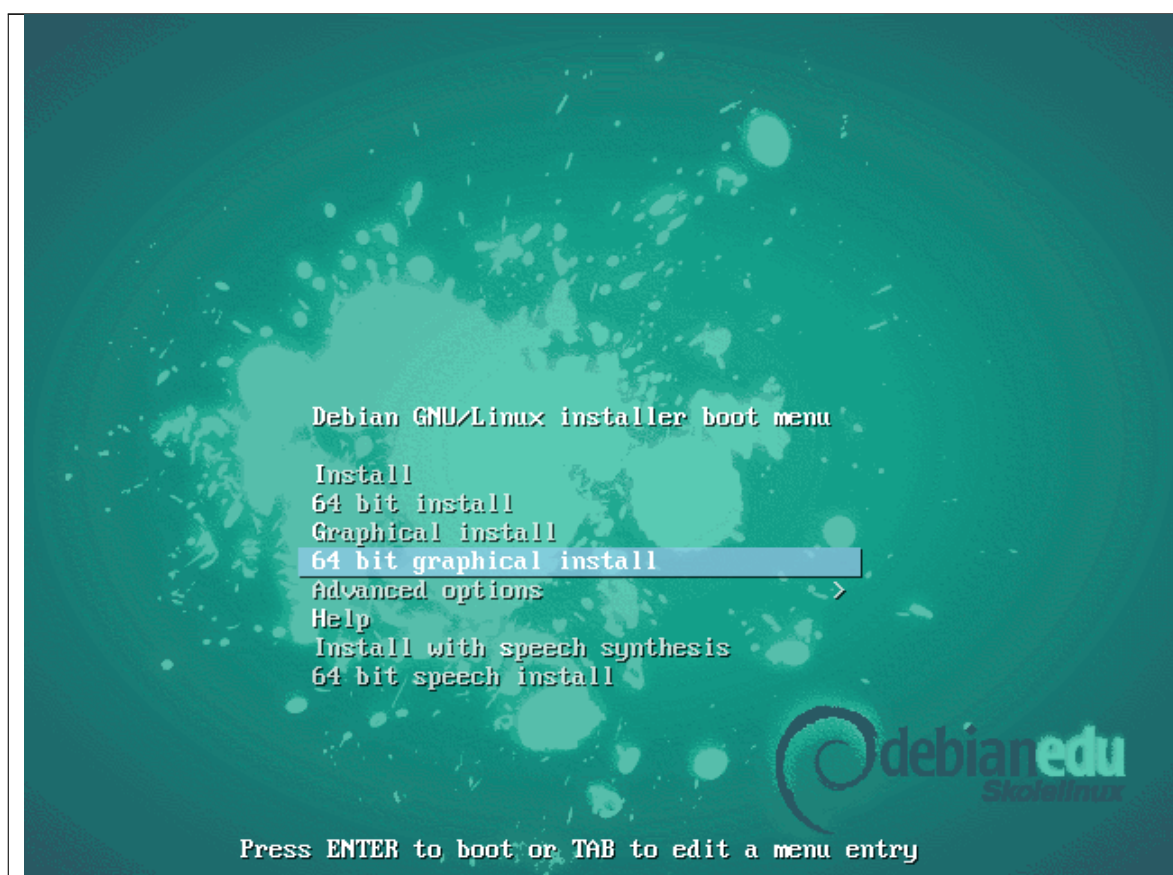 Debian GNU/Linux installer boot menu
Install
64 bit install
Graphical install
64 bit graphical install
Advanced options >
Help
Install with speech synthesis
64 bit speech install
debianedu
Skolelinux
Press ENTER to boot or TAB to edit a menu entry